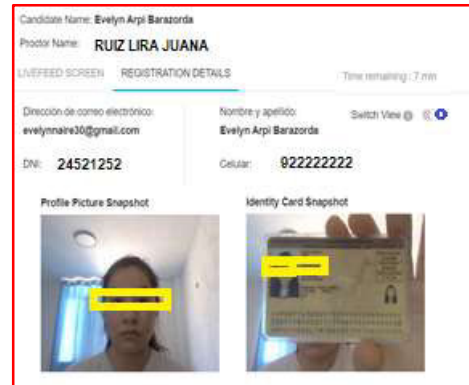 Candidate Name: Evelyn Arpi Barazorda
Proctor Name: RUIZ LIRA JUANA
LIVEFEED SCREEN REGISTRATION DETAILS Time remaining : 7 min
Dirección de correo electrónico: Nombre y apellido: Switch View
evelynnaire30@gmail.com Evelyn Arpi Barazorda
DNI: 24521252 Celular: 922222222
Profile Picture Snapshot Identity Card Snapshot